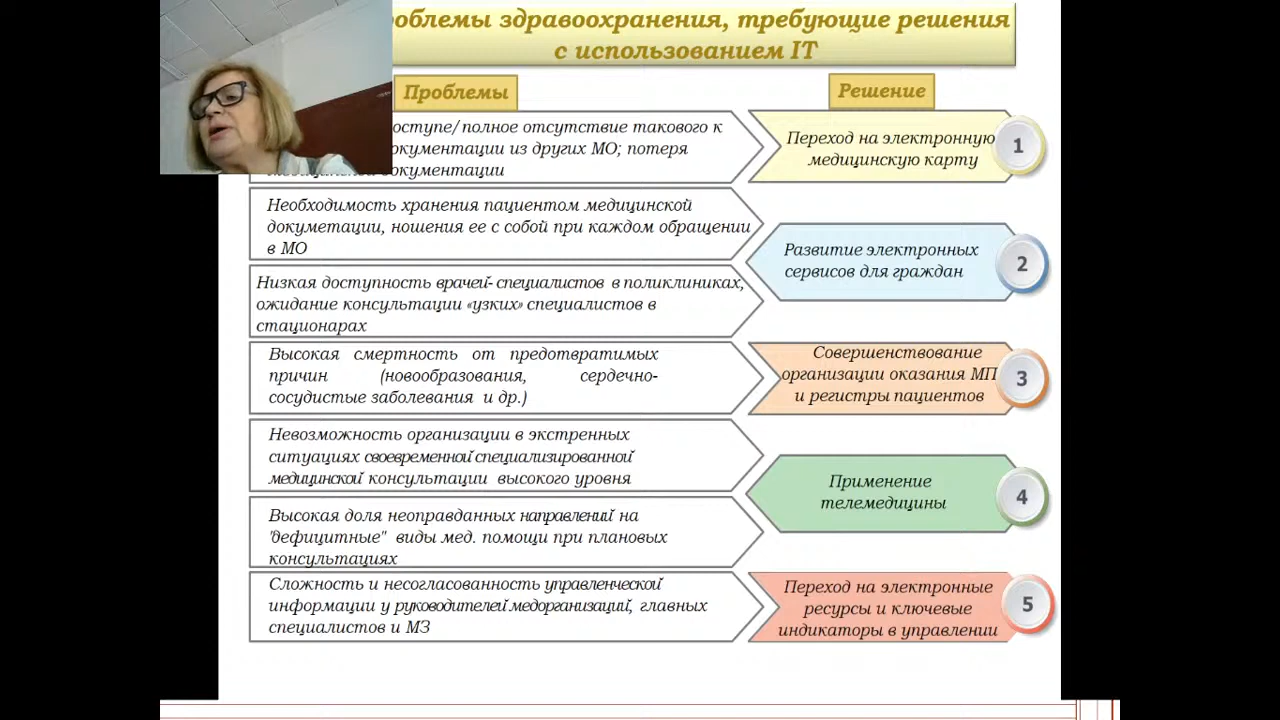 здравоохранения, требующие решения
с использованием IT
Проблемы
Решение
полное отсутствие такового к
из других МО; потеря
Переход на электронную
медицинскую карту
1
Необходимость хранения пациентом медицинской
докуметации, ношения ее с собой при каждом обращении
в МО
Развитие электронных
сервисов для граждан
2
Низкая доступность врачей- специалистов в поликлиниках,
ожидание консультации «узких» специалистов в
стационарах
Высокая смертность от предотвратимых
причин (новообразования, сердечно-
сосудистые заболевания и др.)
Совершенствование
организации оказания МП
и регистры пациентов
3
Невозможность организации в экстренных
ситуациях своевременной специализированной
медицинской консультации высокого уровня
Применение
телемедицины
4
Высокая доля неоправданных направлений на
"дефицитные" виды мед. помощи при плановых
консультациях
Сложность и несогласованность управленческой
информации у руководителей медорганизаций, главных
специалистов и МЗ
Переход на электронные
ресурсы и ключевые
индикаторы в управлении
5